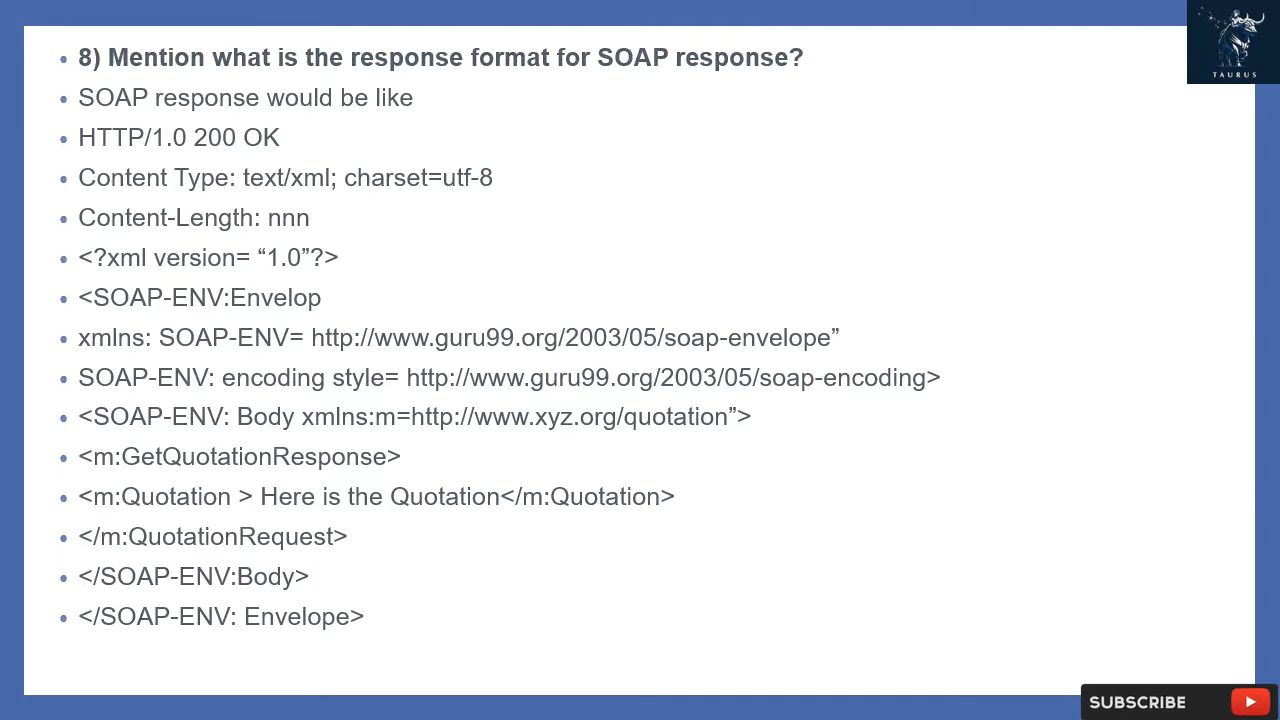 TAURUS
8) Mention what is the response format for SOAP response?
SOAP response would be like
HTTP/1.0 200 OK
Content Type: text/xml; charset=utf-8
Content-Length: nnn
<?xml version= “1.0”?>
<SOAP-ENV:Envelop
xmlns: SOAP-ENV= http://www.guru99.org/2003/05/soap-envelope”
SOAP-ENV: encoding style= http://www.guru99.org/2003/05/soap-encoding>
<SOAP-ENV: Body xmlns:m=http://www.xyz.org/quotation”>
<m:GetQuotationResponse>
<m:Quotation > Here is the Quotation</m:Quotation>
</m:QuotationRequest>
</SOAP-ENV:Body>
</SOAP-ENV: Envelope>
SUBSCRIBE